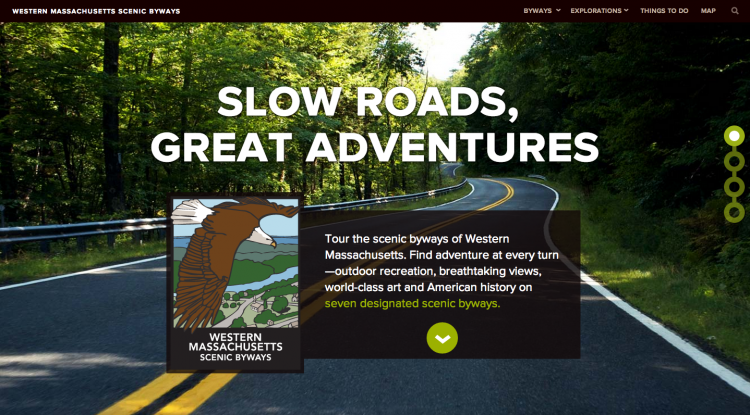 WESTERN MASSACHUSETTS SCENIC BYWAYS
BYWAYS
EXPLORATIONS
THINGS TO DO
MAP
SLOW ROADS,
GREAT ADVENTURES
Tour the scenic byways of Western
Massachusetts. Find adventure at every turn
—outdoor recreation, breathtaking views,
world-class art and American history on
seven designated scenic byways.
WESTERN
MASSACHUSETTS
SCENIC BYWAYS